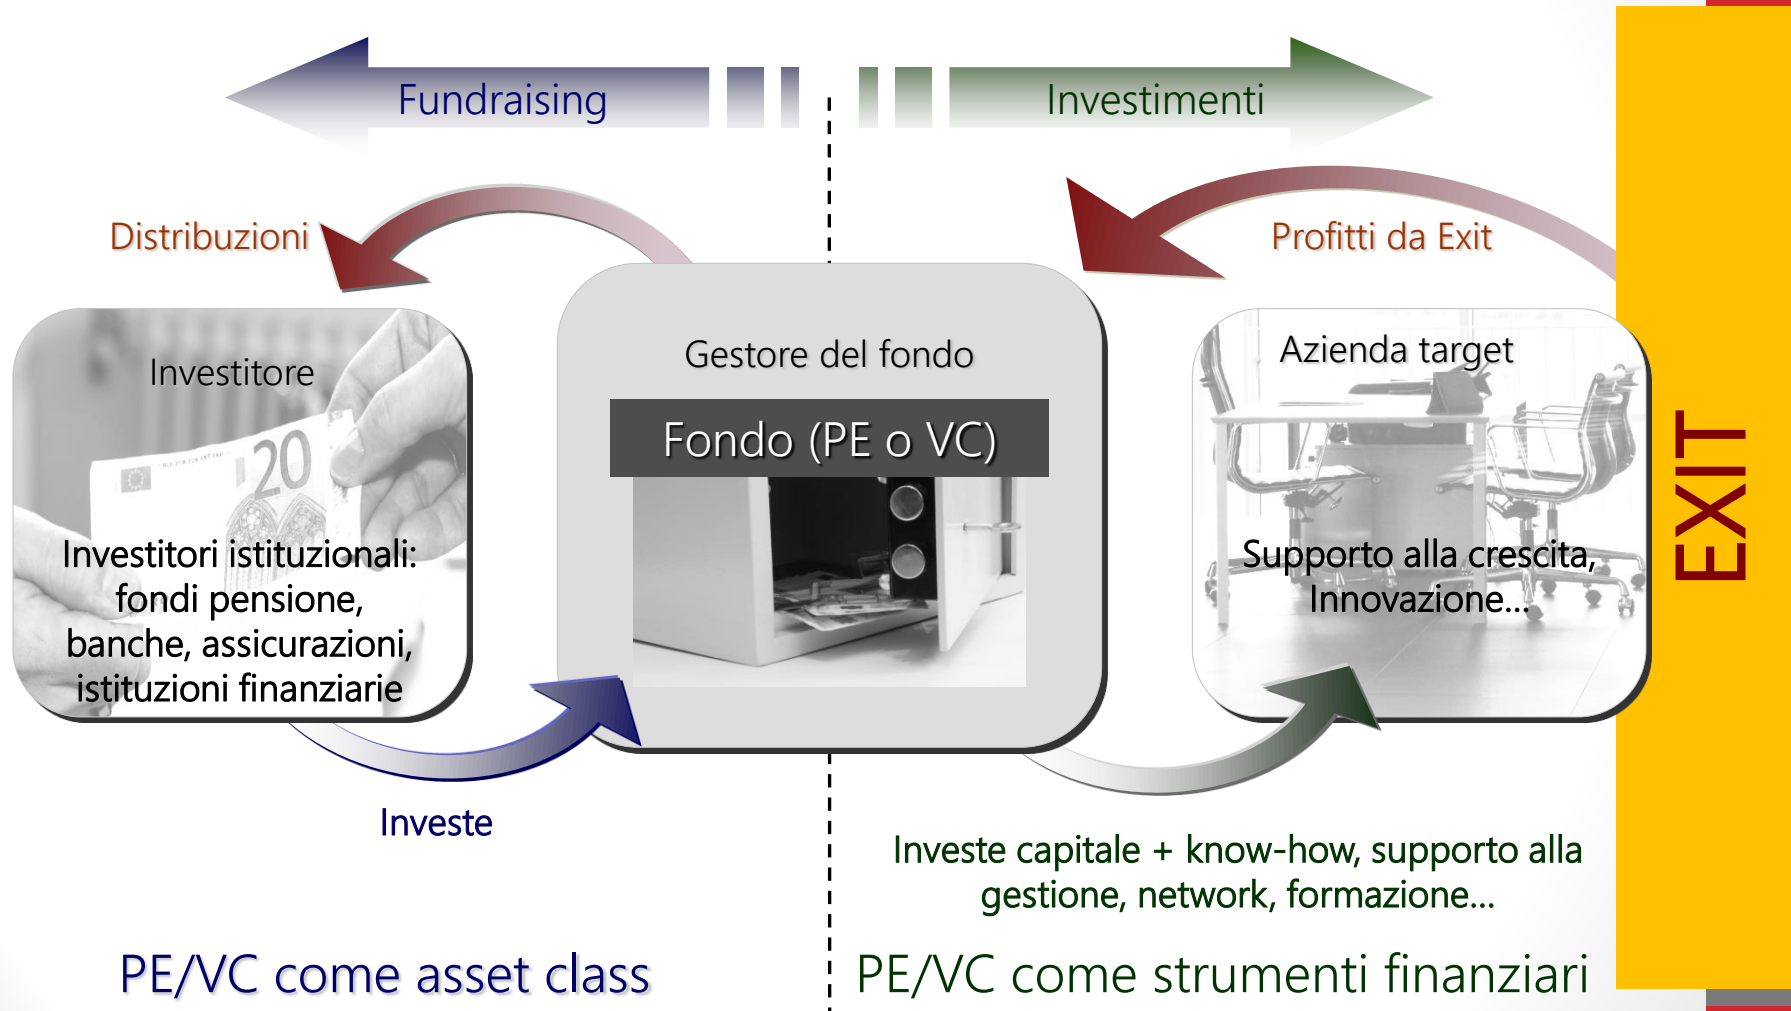 Fundraising
Investimenti
Distribuzioni
Profitti da Exit
Investitore
Gestore del fondo
Azienda target
Fondo (PE o VC)
20
EXIT
Investitori istituzionali:
fondi pensione,
banche, assicurazioni,
istituzioni finanziarie
Supporto alla crescita,
Innovazione...
Investe
Investe capitale + know-how, supporto alla
gestione, network, formazione...
PE/VC come asset class
PE/VC come strumenti finanziari